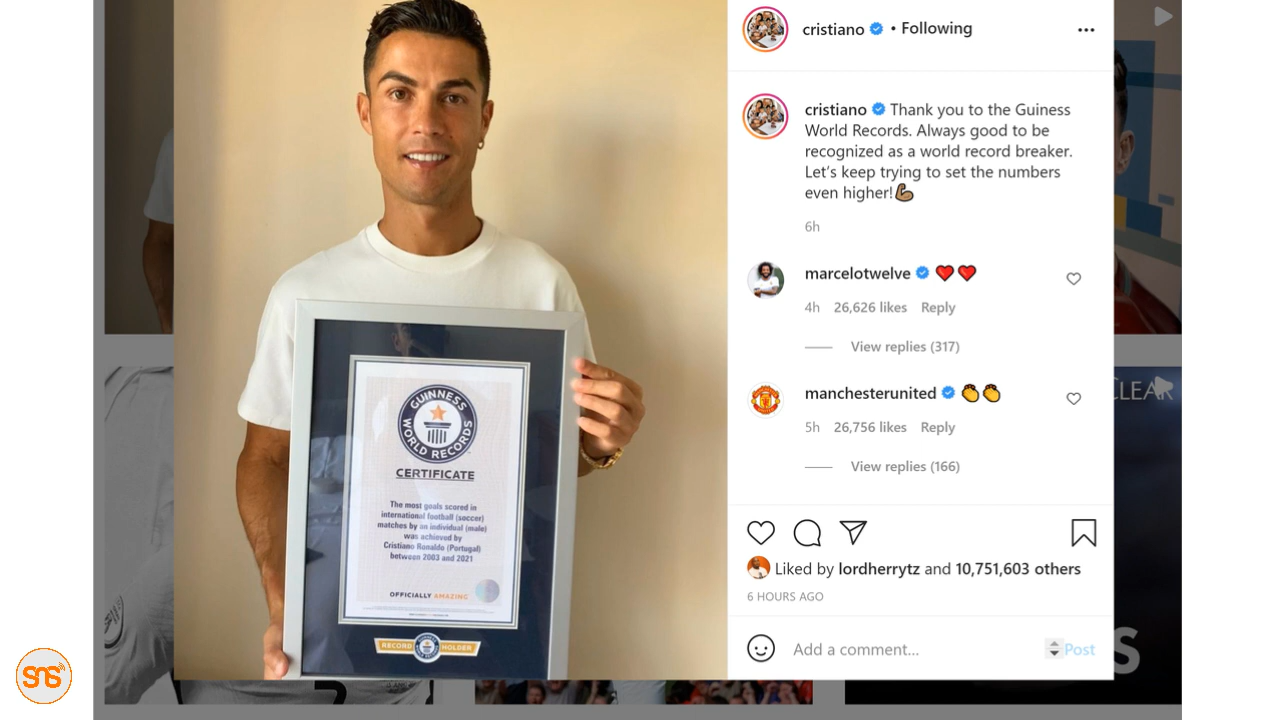 cristiano • Following
cristiano Thank you to the Guiness
World Records. Always good to be
recognized as a world record breaker.
Let's keep trying to set the numbers
even higher!💪🏽
6h
marcelotwelve ❤️❤️
4h 26,626 likes Reply
View replies (317)
manchesterunited 👏👏
5h 26,756 likes Reply
View replies (166)
Liked by lordherrytz and 10,751,603 others
6 HOURS AGO
Add a comment... Post
GUINNESS
WORLD RECORDS
CERTIFICATE
The most goals scored in
international football (soccer)
matches by an individual (male)
was achieved by
Cristiano Ronaldo (Portugal)
between 2003 and 2021
OFFICIALLY AMAZING
RECORD HOLDER
CLEAR
S
SNS